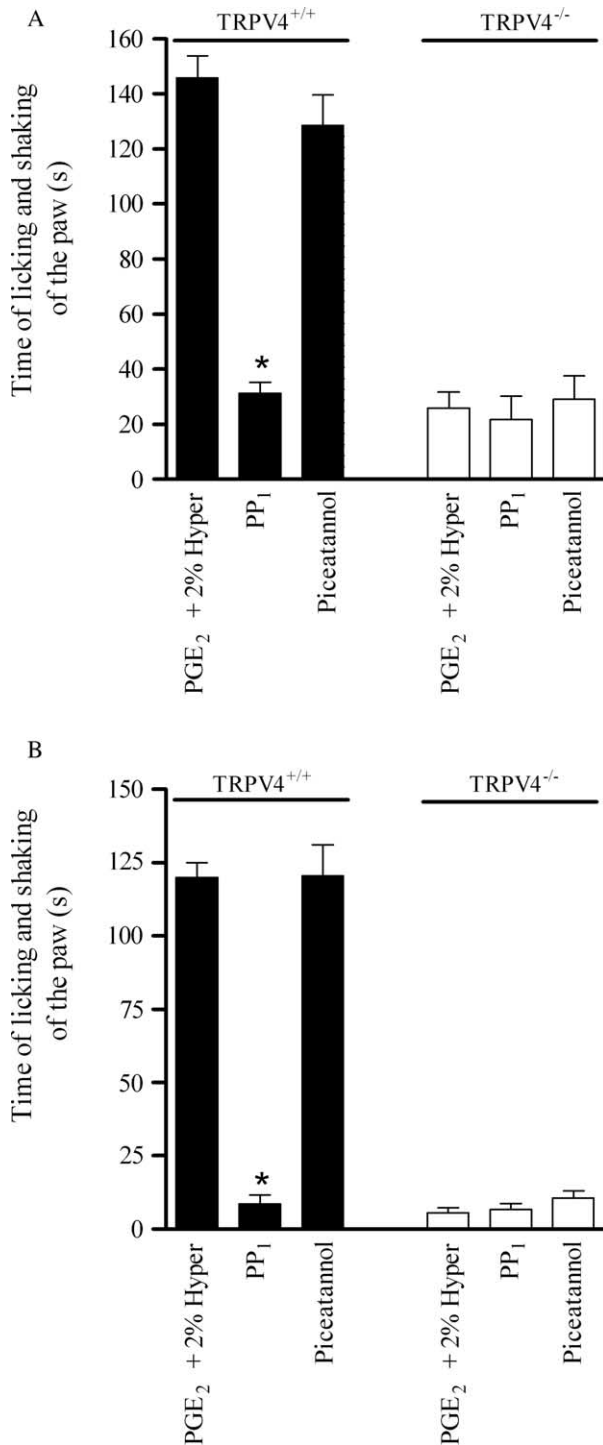 A
TRPV4+/+
TRPV4-/-
Time of licking and shaking
of the paw (s)
160
140
120
100
80
60
40
20
0
*
PGE2 + 2% Hyper
PP1
Piceatannol
PGE2 + 2% Hyper
PP1
Piceatannol
B
TRPV4+/+
TRPV4-/-
Time of licking and shaking
of the paw (s)
150
125
100
75
50
25
0
*
PGE2 + 2% Hyper
PP1
Piceatannol
PGE2 + 2% Hyper
PP1
Piceatannol